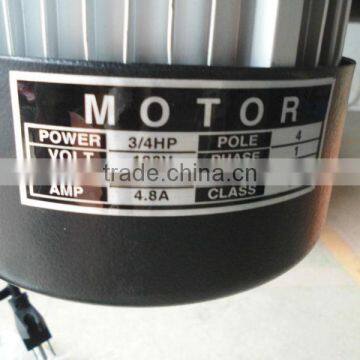 MOTOR
POWER 3/4HP POLE 4
VOLT PHASE 1
AMP 4.8A CLASS
trade.china.cn